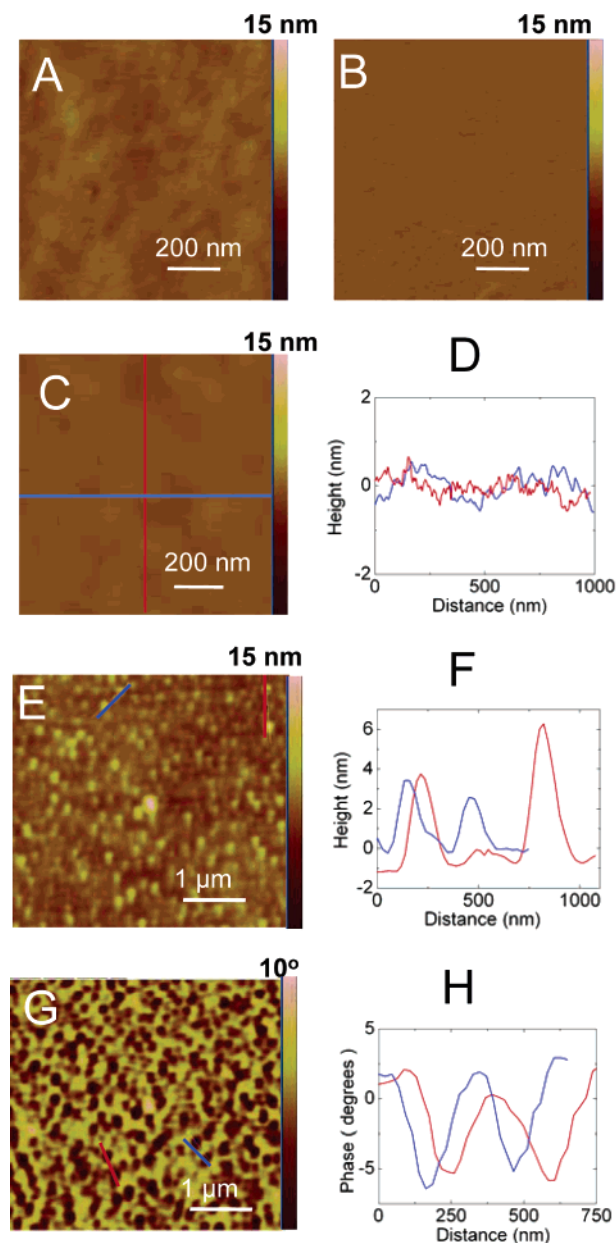 15 nm
15 nm
A
B
200 nm
200 nm
15 nm
C
200 nm
D
2
0
-2
0
500
1000
Height (nm)
Distance (nm)
15 nm
E
1 μm
F
6
4
2
0
-2
0
500
1000
Height (nm)
Distance (nm)
10º
G
1 μm
H
5
0
-5
0
250
500
750
Phase ( degrees )
Distance (nm)